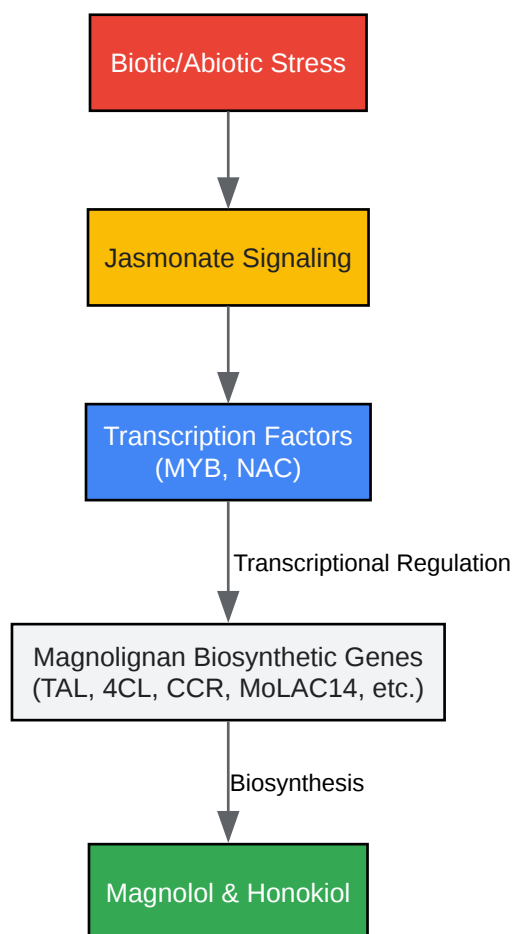 Biotic/Abiotic Stress
Jasmonate Signaling
Transcription Factors
(MYB, NAC)
Transcriptional Regulation
Magnolignan Biosynthetic Genes
(TAL, 4CL, CCR, MoLAC14, etc.)
Biosynthesis
Magnolol & Honokiol